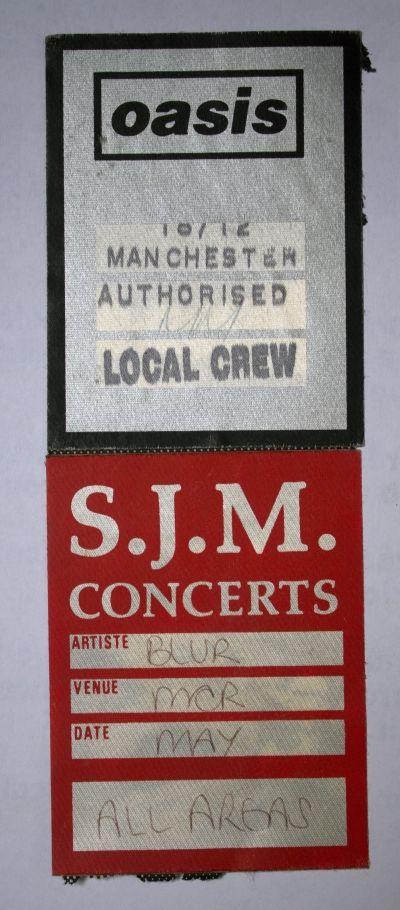 oasis
MANCHESTER
AUTHORISED
LOCAL CREW
S.J.M.
CONCERTS
ARTISTE BLUR
VENUE MCR
DATE MAY
ALL AREAS